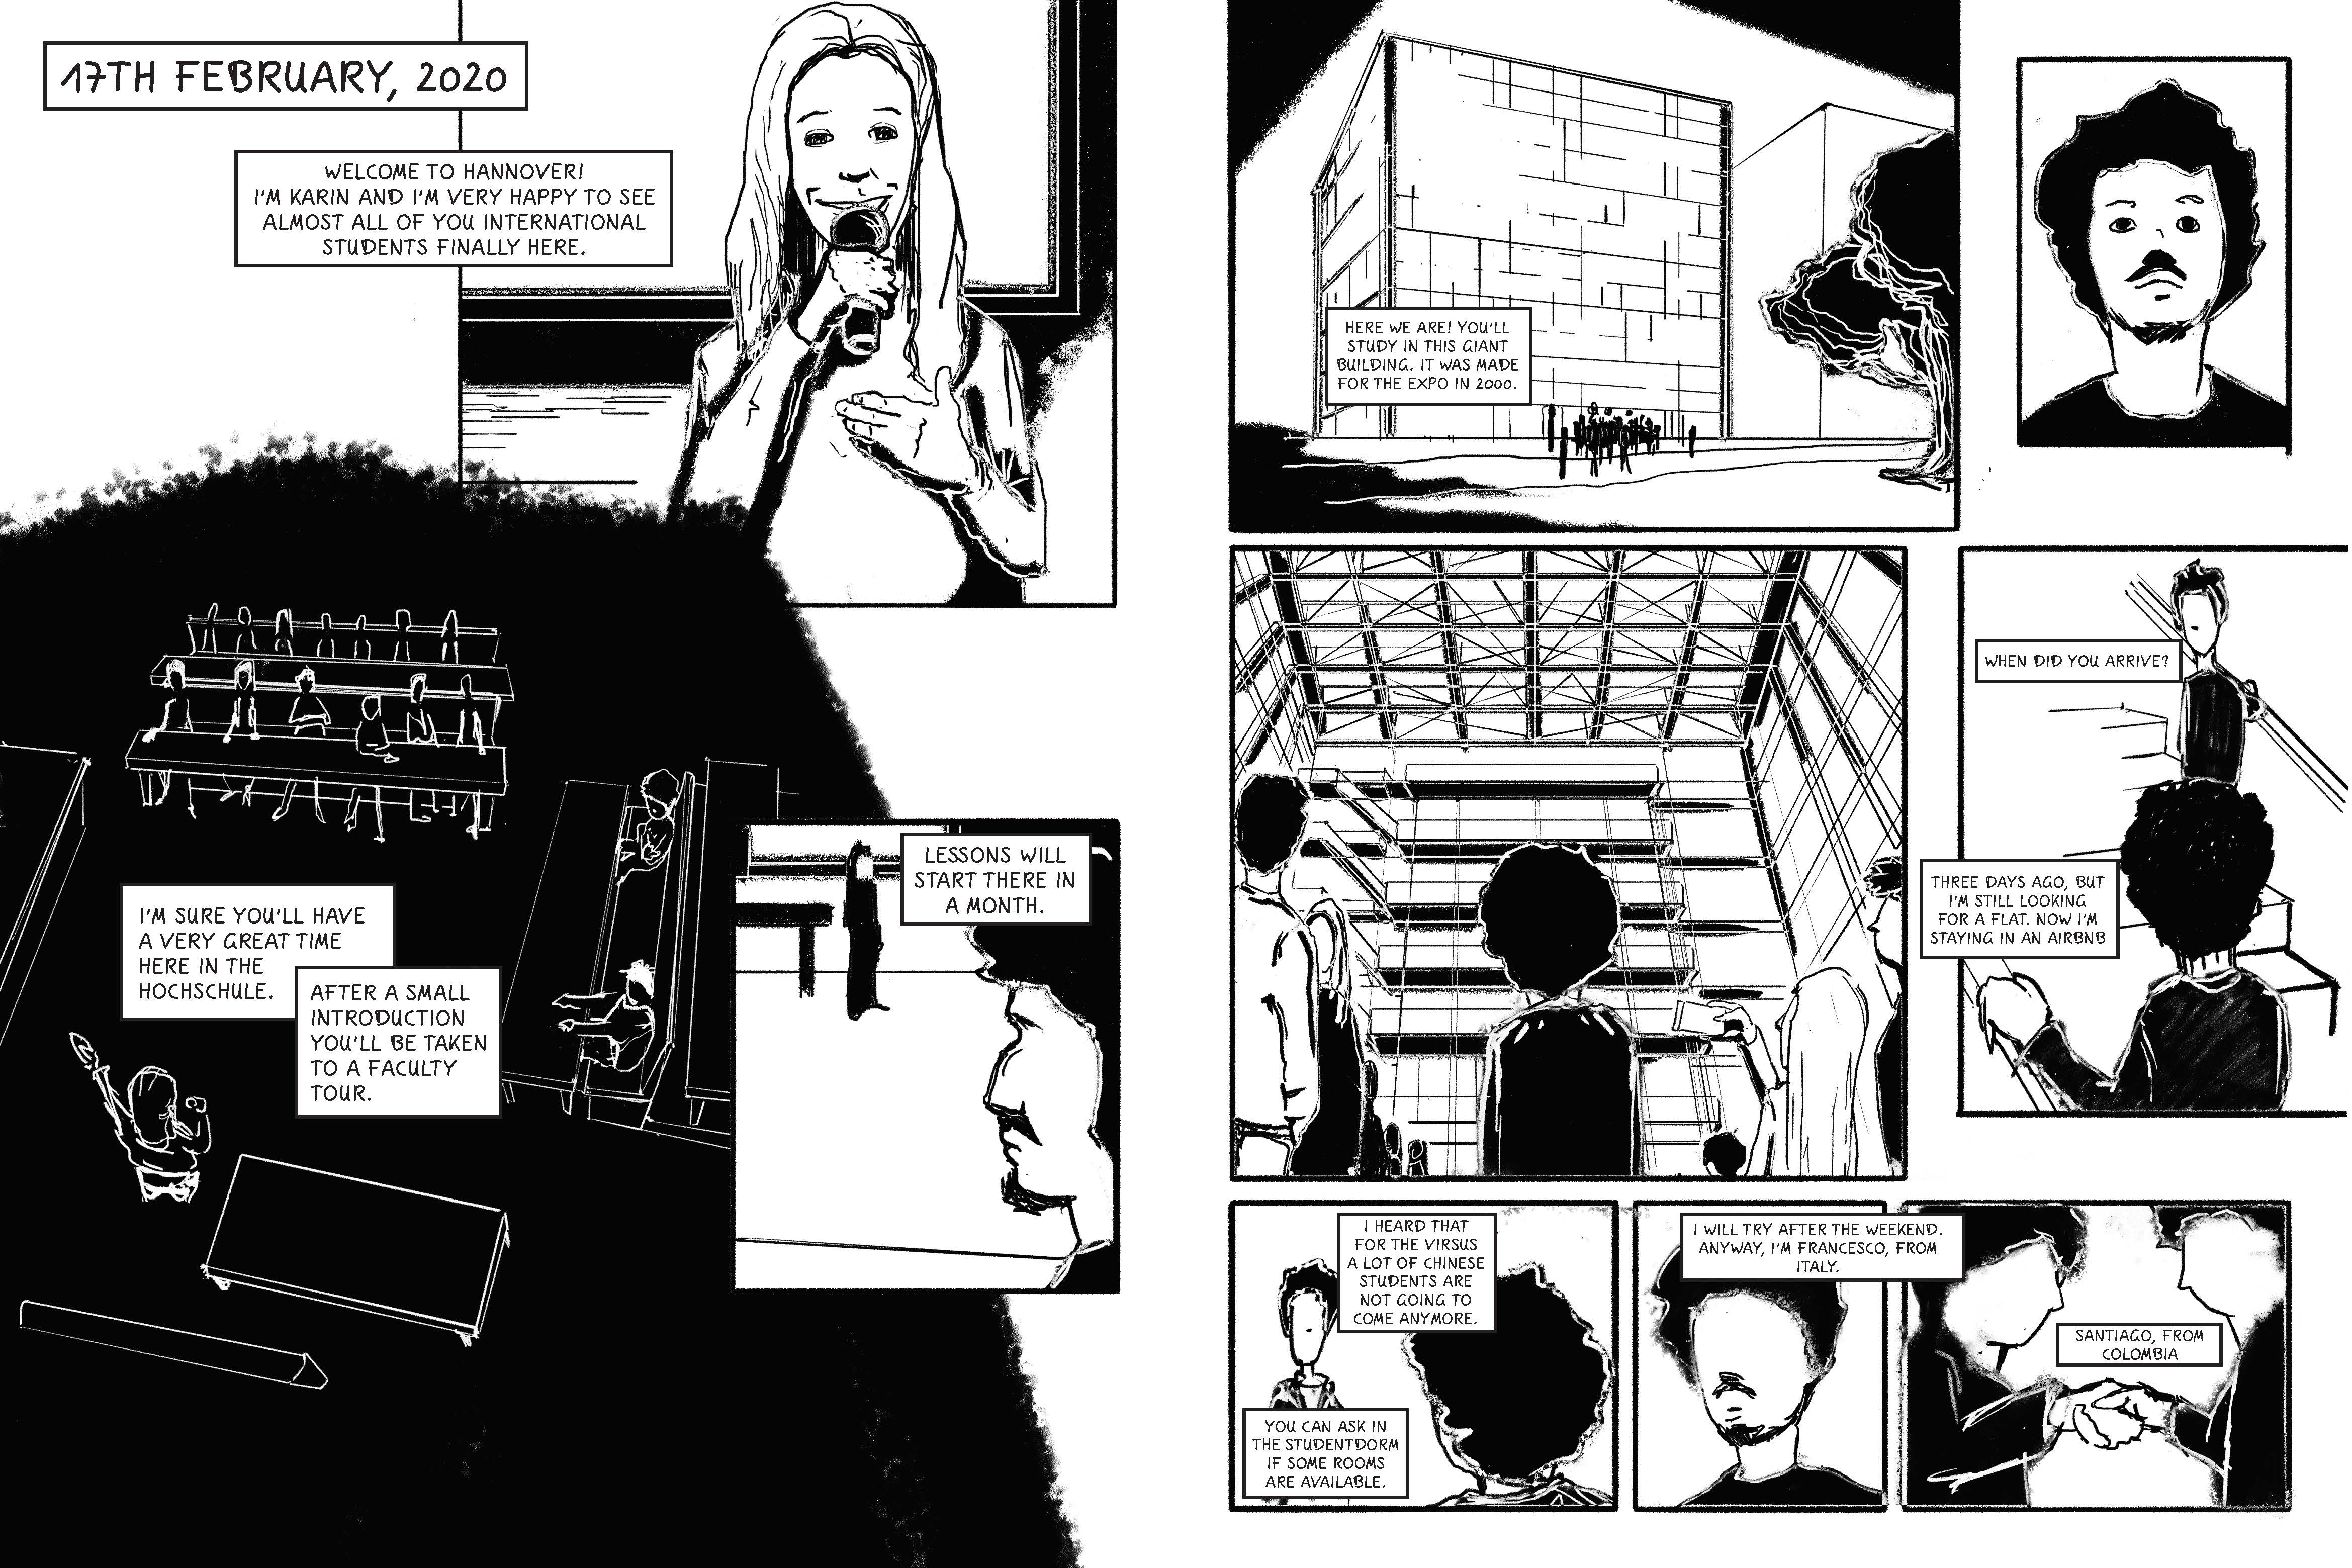 17TH FEBRUARY, 2020
WELCOME TO HANNOVER!
I'M KARIN AND I'M VERY HAPPY TO SEE
ALMOST ALL OF YOU INTERNATIONAL
STUDENTS FINALLY HERE.
I'M SURE YOU'LL HAVE
A VERY GREAT TIME
HERE IN THE
HOCHSCHULE.
AFTER A SMALL
INTRODUCTION
YOU'LL BE TAKEN
TO A FACULTY
TOUR.
LESSONS WILL
START THERE IN
A MONTH.
HERE WE ARE! YOU'LL
STUDY IN THIS GIANT
BUILDING. IT WAS MADE
FOR THE EXPO IN 2000.
WHEN DID YOU ARRIVE?
THREE DAYS AGO, BUT
I'M STILL LOOKING
FOR A FLAT. NOW I'M
STAYING IN AN AIRBNB
I HEARD THAT
FOR THE VIRSUS
A LOT OF CHINESE
STUDENTS ARE
NOT GOING TO
COME ANYMORE.
YOU CAN ASK IN
THE STUDENTDORM
IF SOME ROOMS
ARE AVAILABLE.
I WILL TRY AFTER THE WEEKEND.
ANYWAY, I'M FRANCESCO, FROM
ITALY.
SANTIAGO, FROM
COLOMBIA